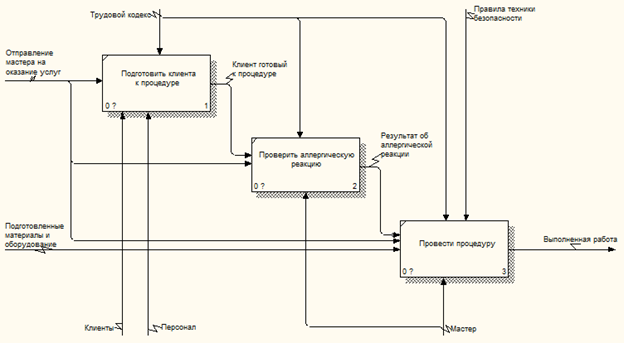 Трудовой кодекс
Правила техники
безопасности
Отправление
мастера на
оказание услуг
Подготовить клиента
к процедуре
0 ?
1
Клиент готовый
к процедуре
Проверить аллергическую
реакцию
0 ?
2
Результат об
аллергической
реакции
Подготовленные
материалы и
оборудование
Провести процедуру
0 ?
3
Выполненная работа
Клиенты
Персонал
Мастер